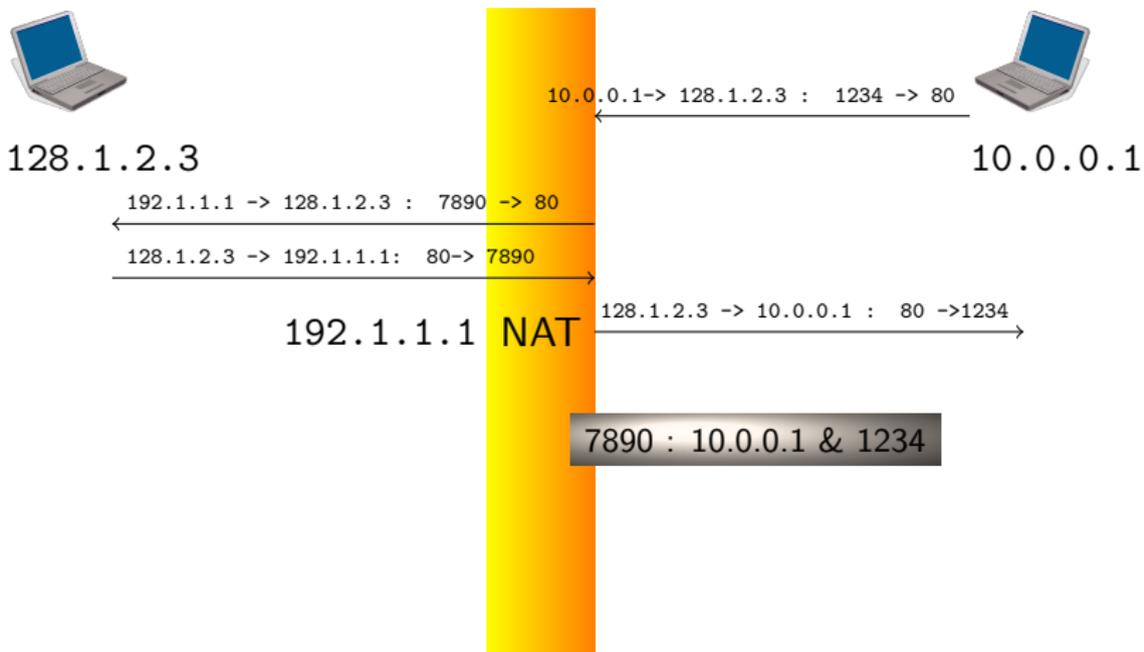 10.0.0.1-> 128.1.2.3 :  1234 -> 80
128.1.2.3
10.0.0.1
192.1.1.1 -> 128.1.2.3 :  7890 -> 80
128.1.2.3 -> 192.1.1.1:  80-> 7890
128.1.2.3 -> 10.0.0.1 :  80 ->1234
192.1.1.1 NAT
7890 : 10.0.0.1 & 1234